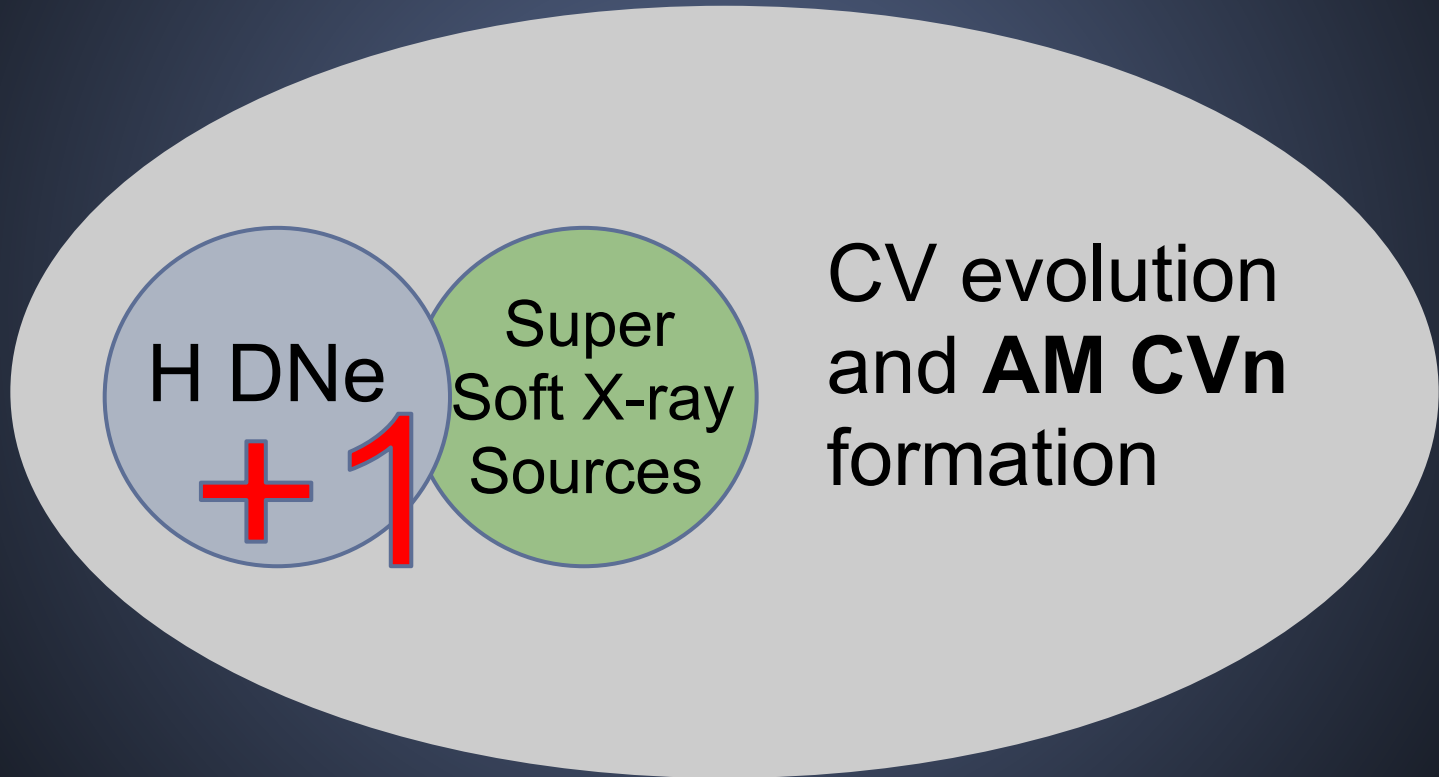 H DNe
+1
Super
Soft X-ray
Sources
CV evolution
and AM CVn
formation